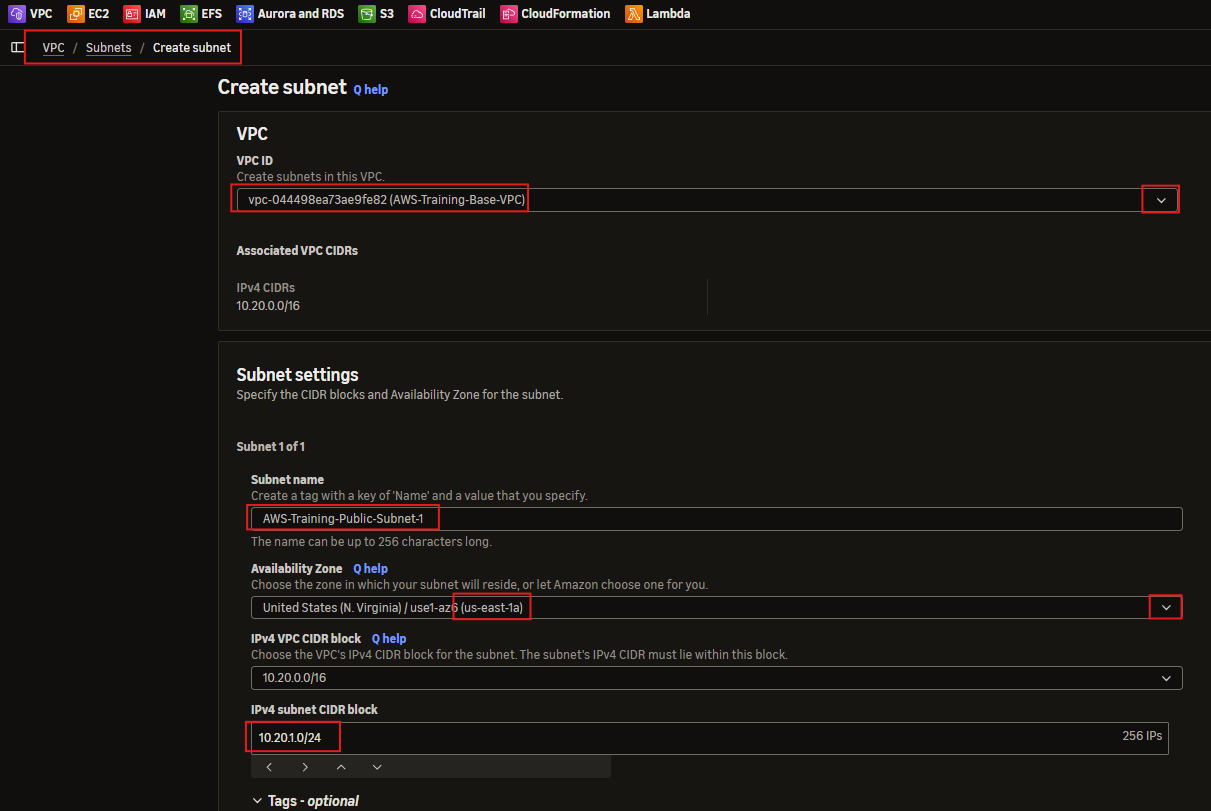 VPC EC2 IAM EFS Aurora and RDS S3 CloudTrail CloudFormation Lambda
VPC / Subnets / Create subnet
Create subnet Q help
VPC
VPC ID
Create subnets in this VPC.
vpc-044498ea73ae9fe82 (AWS-Training-Base-VPC)
Associated VPC CIDRs
IPv4 CIDRs
10.20.0.0/16
Subnet settings
Specify the CIDR blocks and Availability Zone for the subnet.
Subnet 1 of 1
Subnet name
Create a tag with a key of 'Name' and a value that you specify.
AWS-Training-Public-Subnet-1
The name can be up to 256 characters long.
Availability Zone Q help
Choose the zone in which your subnet will reside, or let Amazon choose one for you.
United States (N. Virginia) / use1-az6 (us-east-1a)
IPv4 VPC CIDR block Q help
Choose the VPC's IPv4 CIDR block for the subnet. The subnet's IPv4 CIDR must lie within this block.
10.20.0.0/16
IPv4 subnet CIDR block
10.20.1.0/24 256 IPs
Tags - optional